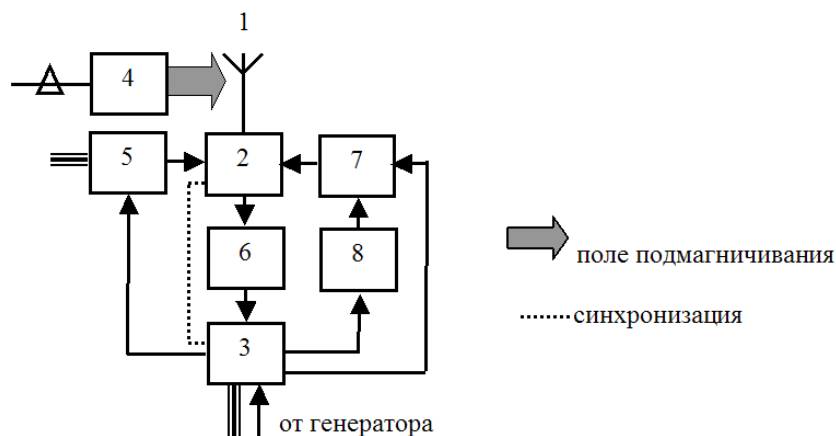 1
4
5
2
7
6
8
поле подмагничивания
синхронизация
3
от генератора